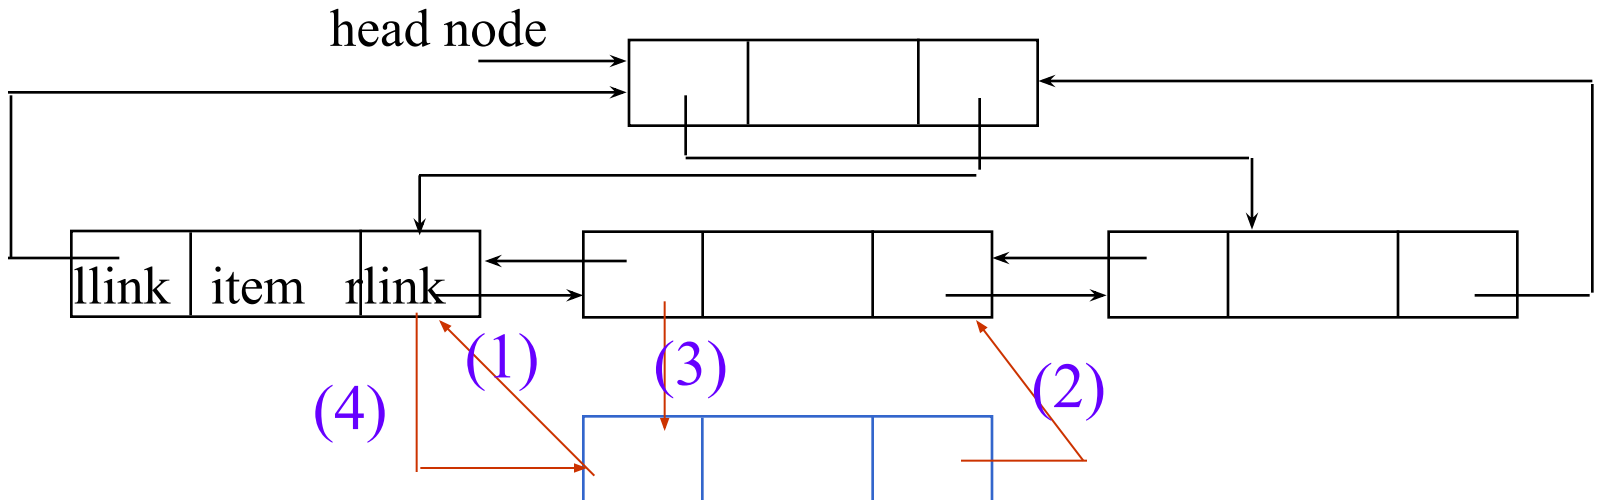 head node
llink item rlink
(1)
(3)
(2)
(4)